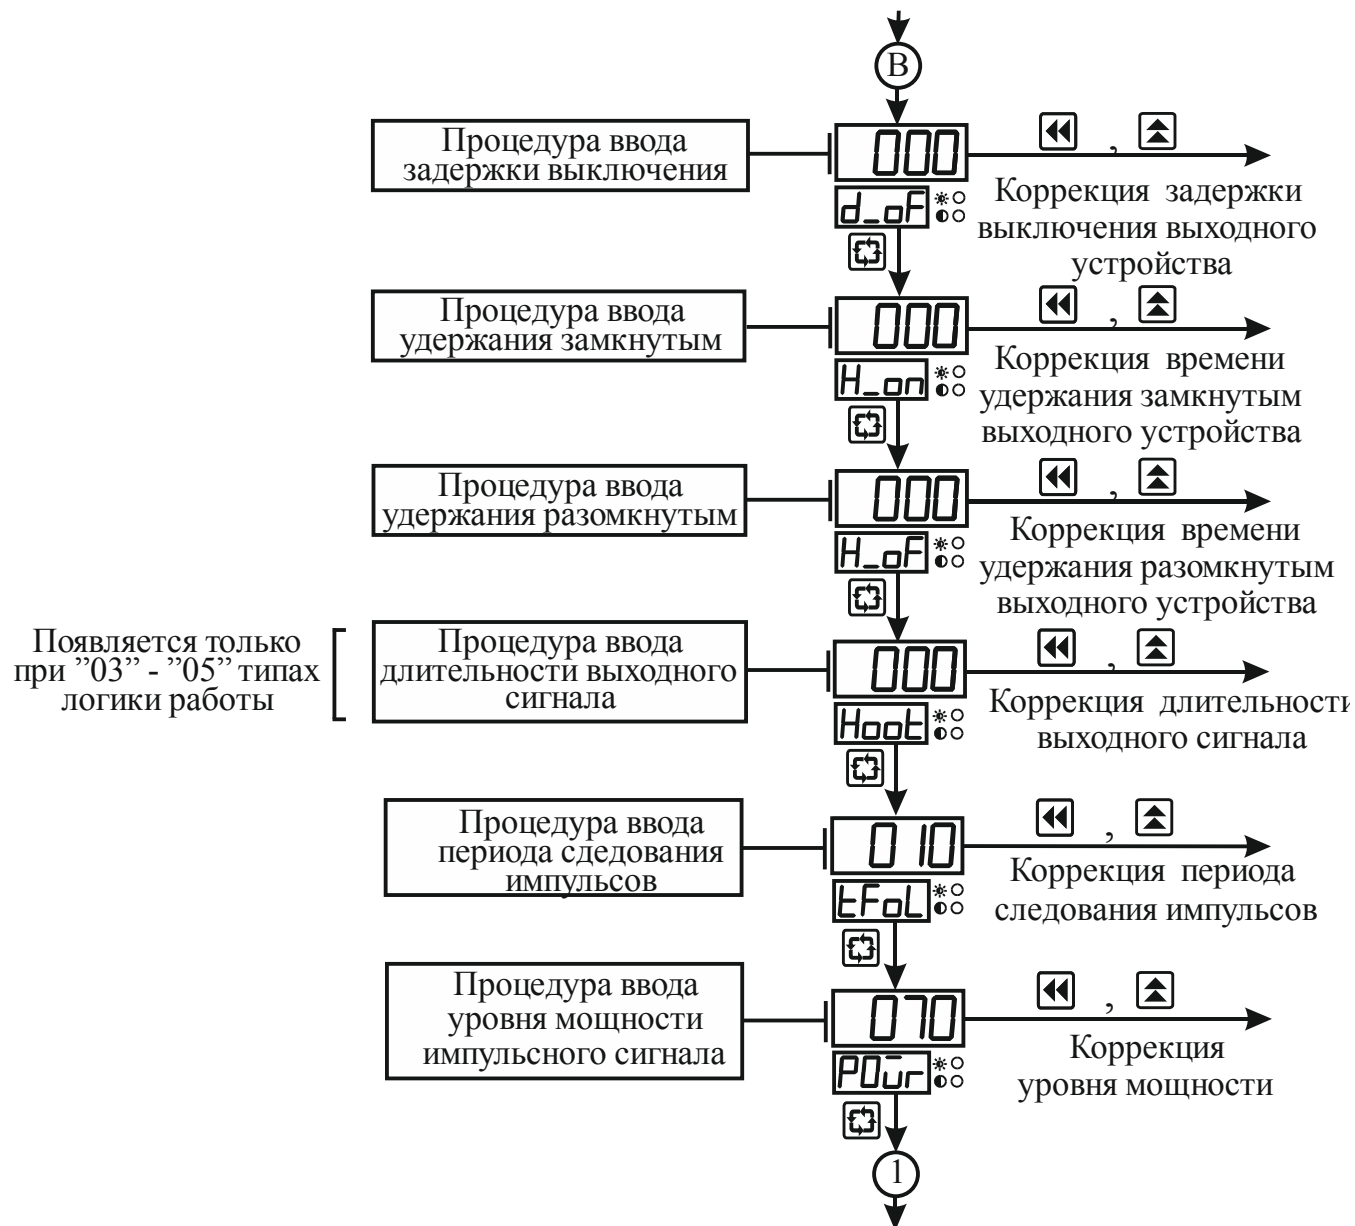 B
Процедура ввода
задержки выключения
000
,
d_oF
Коррекция задержки
выключения выходного
устройства
Процедура ввода
удержания замкнутым
000
,
H_on
Коррекция времени
удержания замкнутым
выходного устройства
Процедура ввода
удержания разомкнутым
000
,
H_oF
Коррекция времени
удержания разомкнутым
выходного устройства
Появляется только
при ”03” - ”05” типах
логики работы
Процедура ввода
длительности выходного
сигнала
000
,
Hoot
Коррекция длительности
выходного сигнала
Процедура ввода
периода сдедования
импульсов
010
,
tFoL
Коррекция периода
следования импульсов
Процедура ввода
уровня мощности
импульсного сигнала
070
,
Коррекция
уровня мощности
1